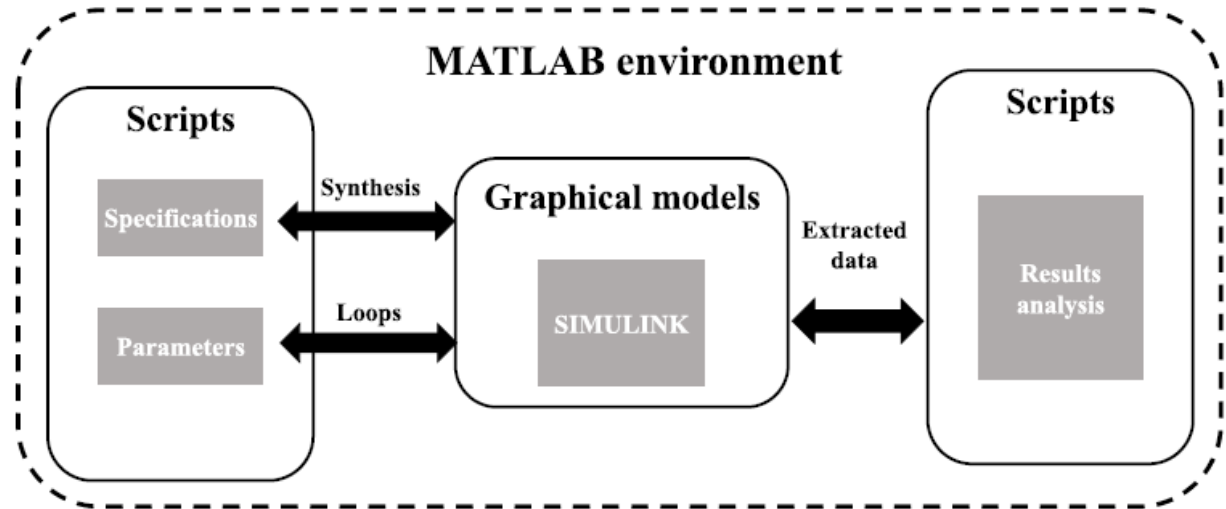 MATLAB environment
Scripts
Specifications
Parameters
Synthesis
Loops
Graphical models
SIMULINK
Extracted
data
Scripts
Results
analysis